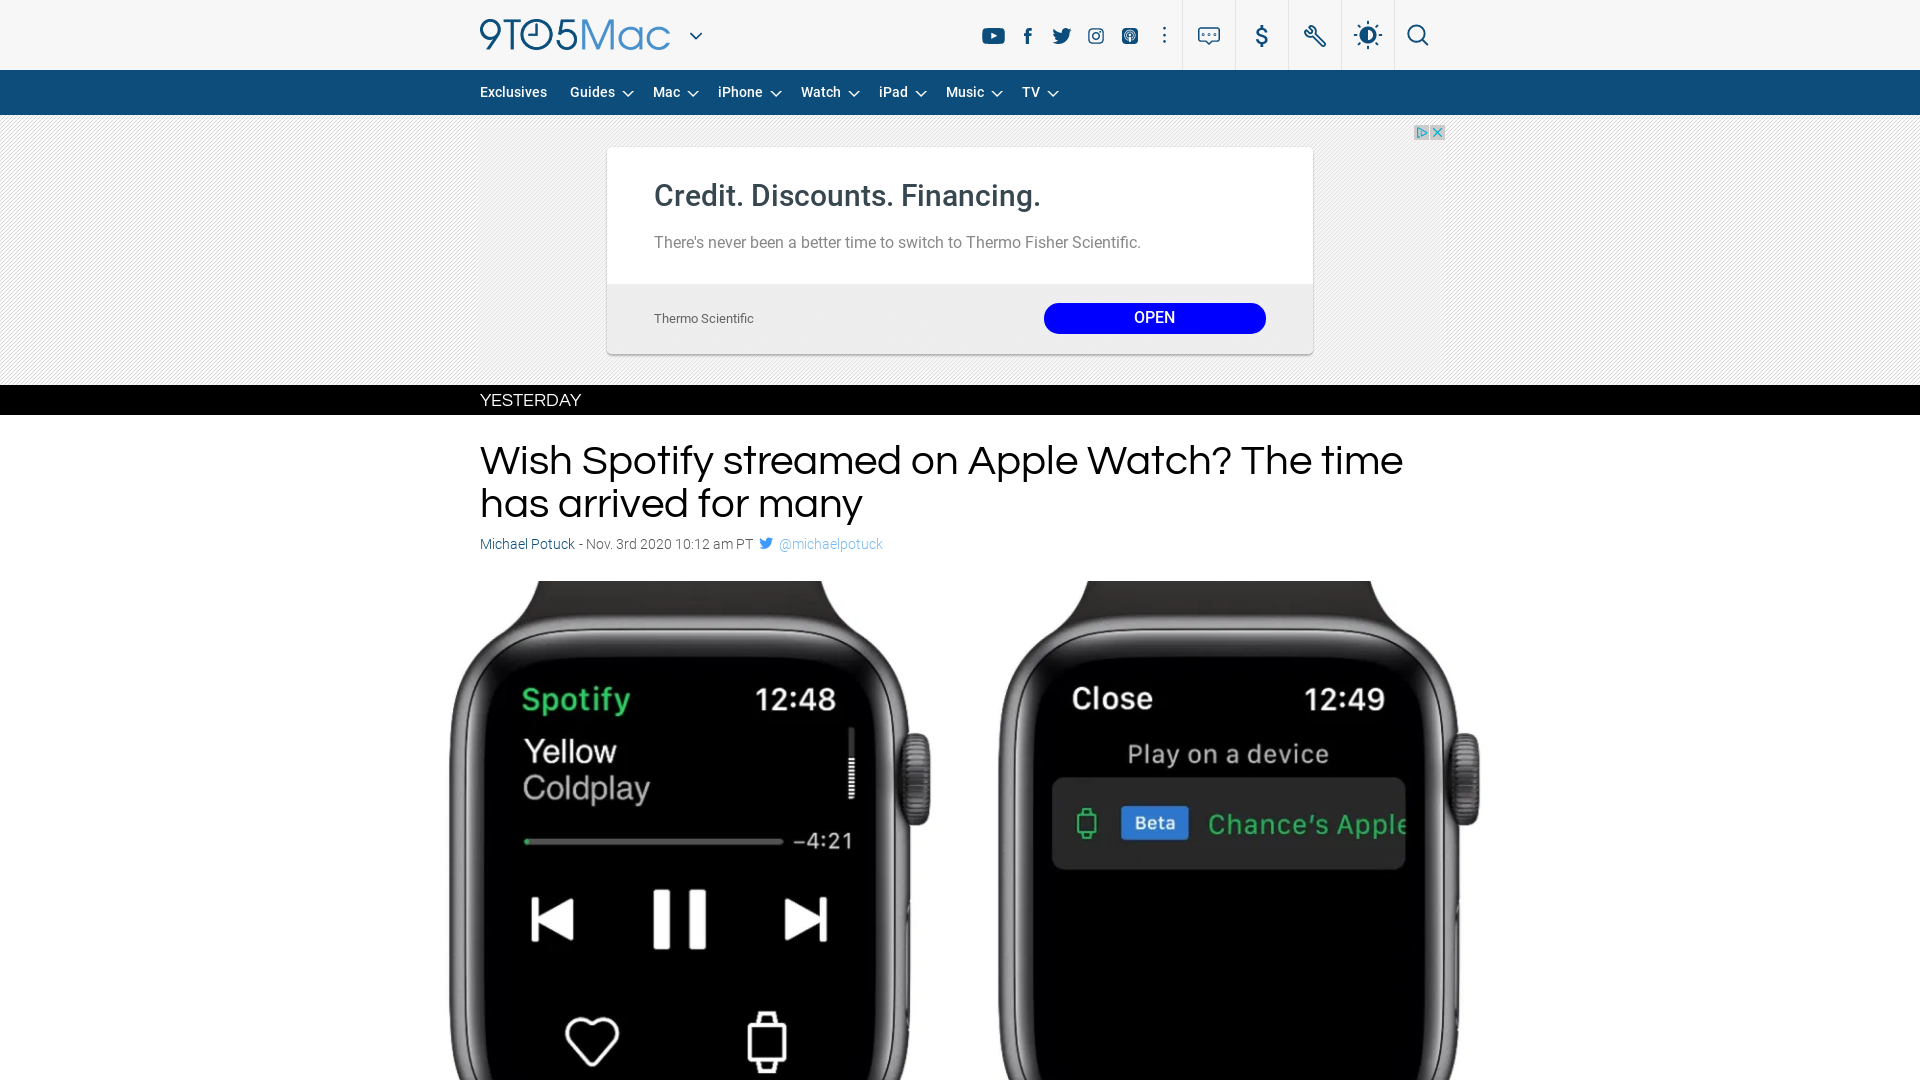 9TO5Mac
Exclusives Guides Mac iPhone Watch iPad Music TV
Credit. Discounts. Financing.
There's never been a better time to switch to Thermo Fisher Scientific.
Thermo Scientific OPEN
YESTERDAY
Wish Spotify streamed on Apple Watch? The time
has arrived for many
Michael Potuck - Nov. 3rd 2020 10:12 am PT @michaelpotuck
Spotify 12:48
Yellow
Coldplay
-4:21
Close 12:49
Play on a device
Beta Chance's Apple